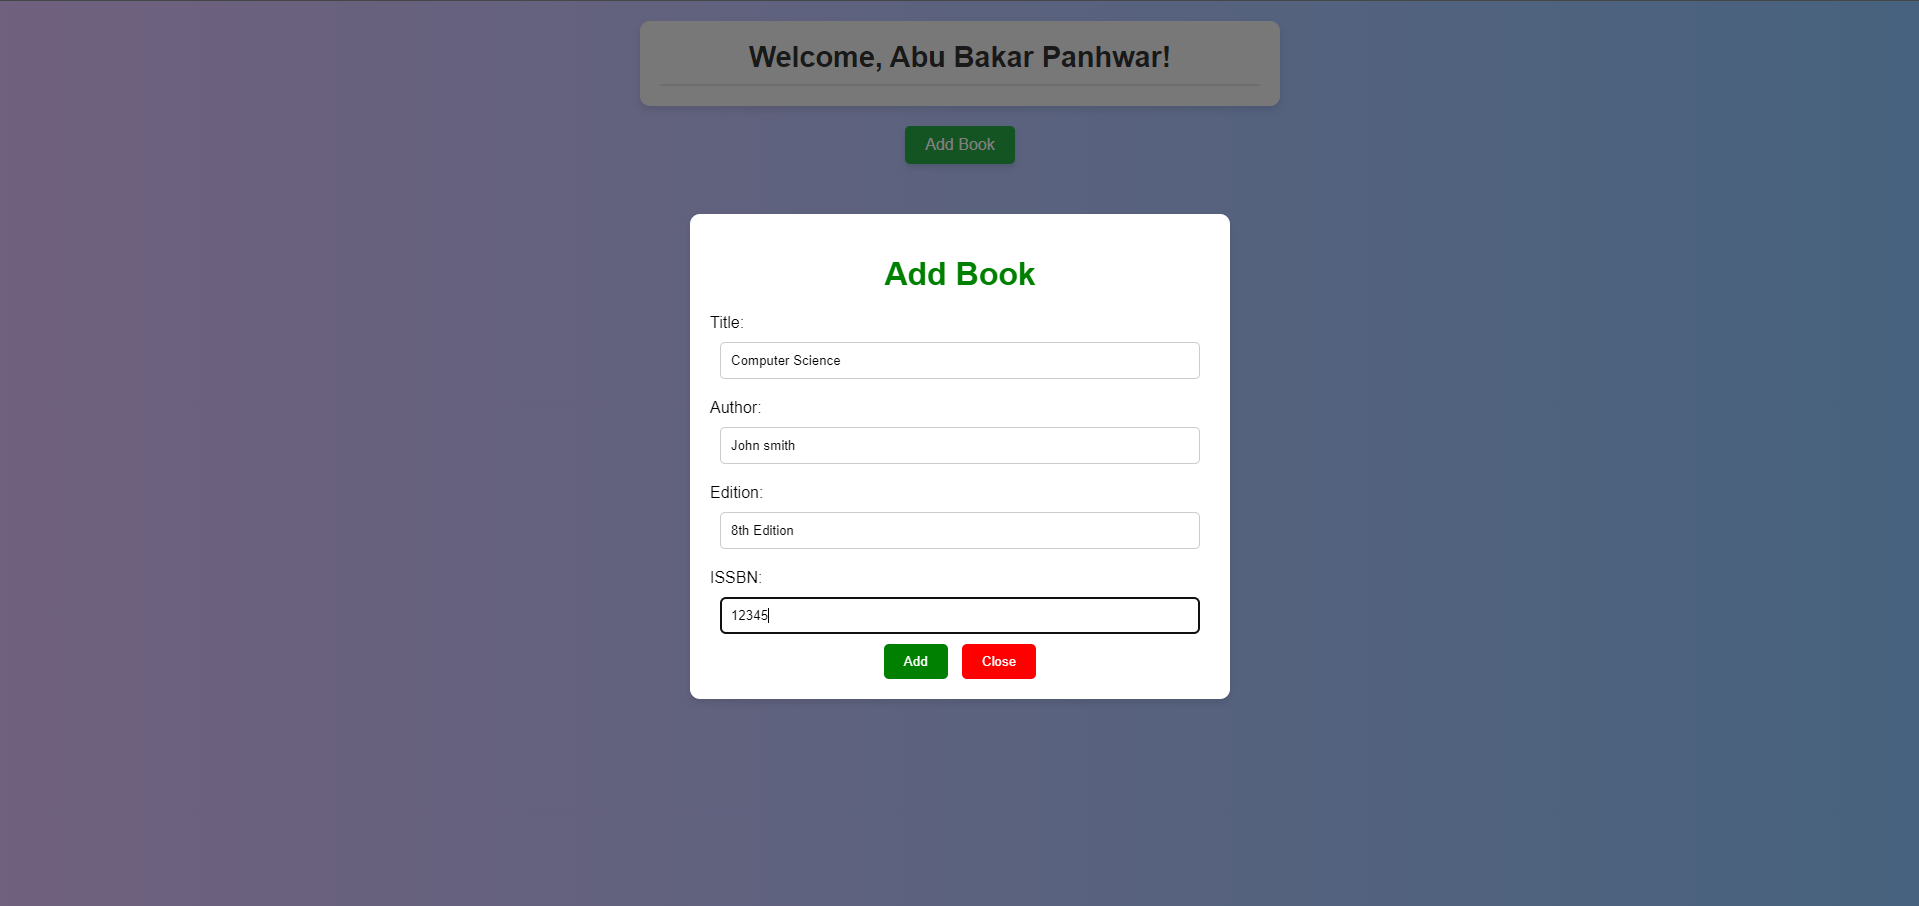 Welcome, Abu Bakar Panhwar!
Add Book
Add Book
Title:
Computer Science
Author:
John smith
Edition:
8th Edition
ISSBN:
12345
Add Close